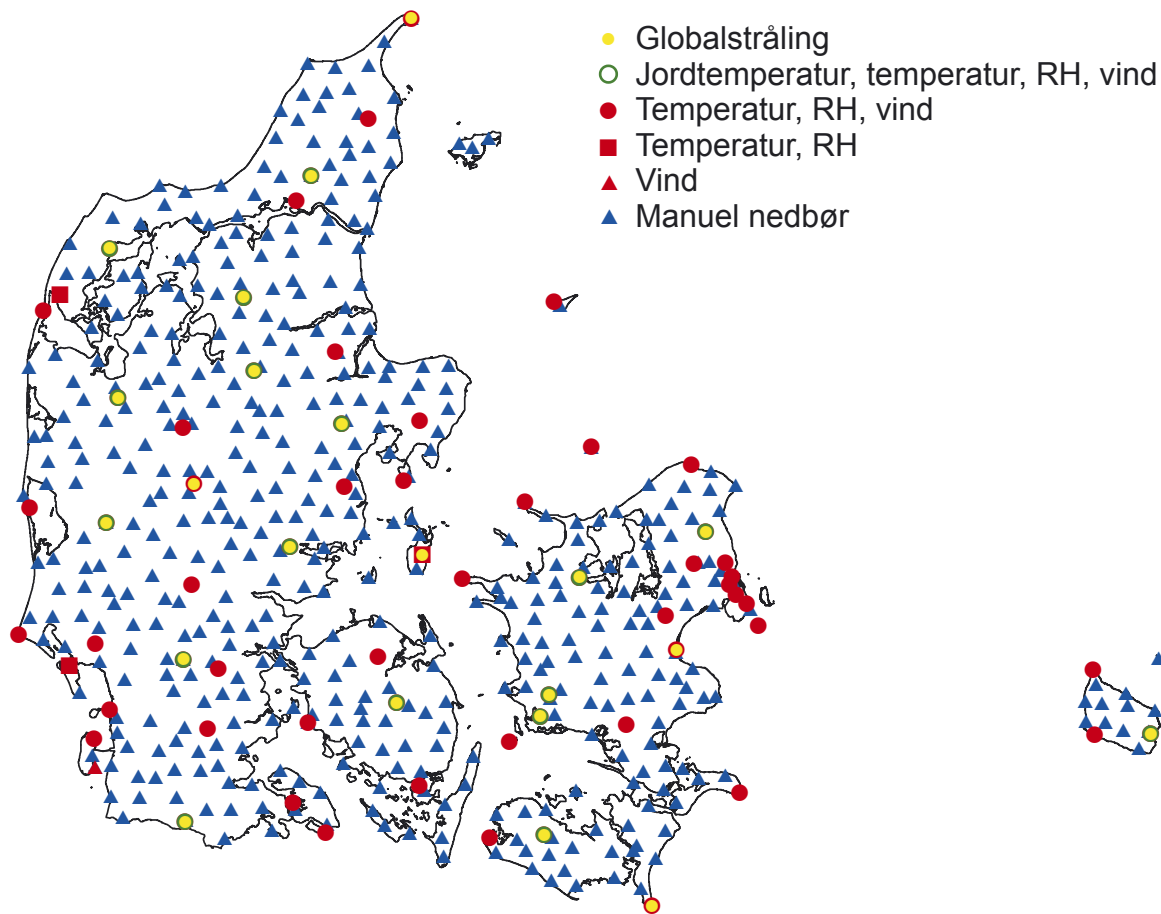 Globalstråling
Jordtemperatur, temperatur, RH, vind
Temperatur, RH, vind
Temperatur, RH
Vind
Manuel nedbør